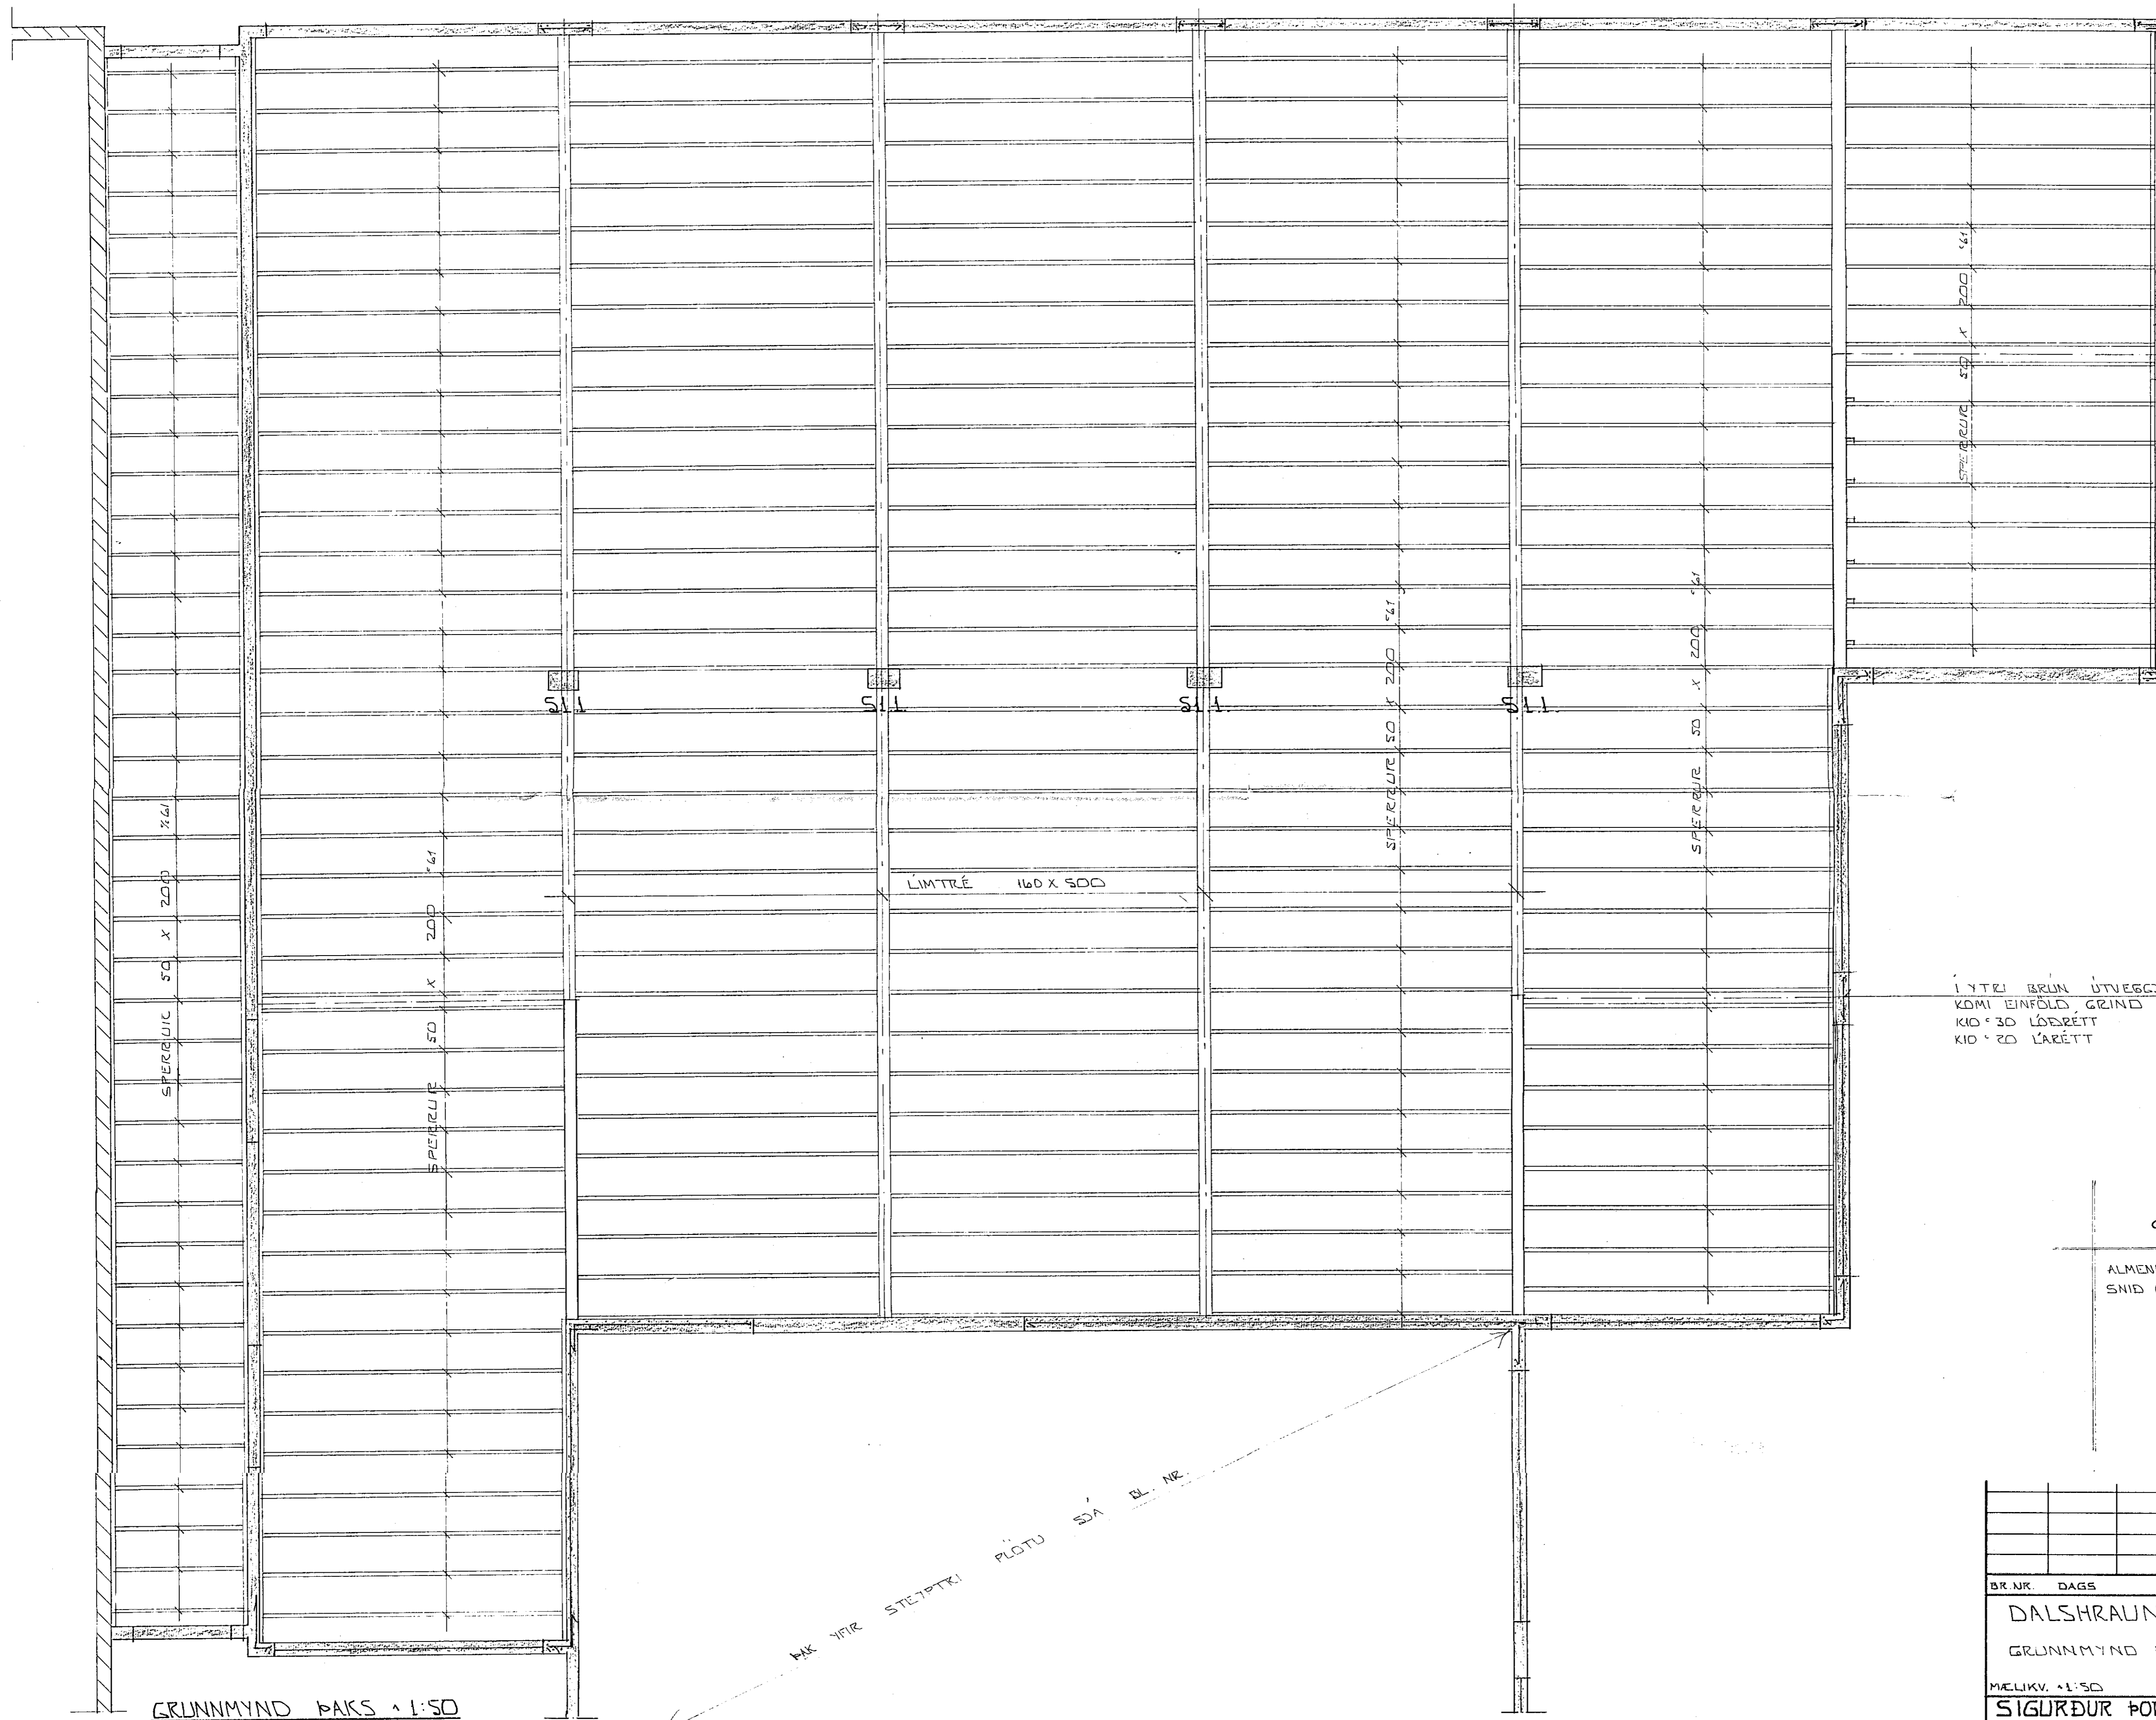 SPERRUR 50 X 200 %61
SPERRUR 50 X 200 c61
S1.1
S1.1.
S1.1.
S1.1.
LÍMTRÉ 160 X 500
SPERRUR 50 X 200 c61
SPERRUR 50 X 200 c61
SPERRUR 50 X 200 c61
Í YTRI BRÚN ÚTVEGGJ
KOMI EINFÖLD GRIND
K10 c 30 LÓÐRÉTT
K10 c 20 LÁRÉTT
ALMEN
SNIÐ
ÞAK YFIR STEYPTRI PLÖTU SJÁ BL. NR.
GRUNNMYND ÞAKS 1:50
BR.NR. DAGS
DALSHRAUN
GRUNNMYND
MÆLIKV. 1:50
SIGURÐUR ÞO